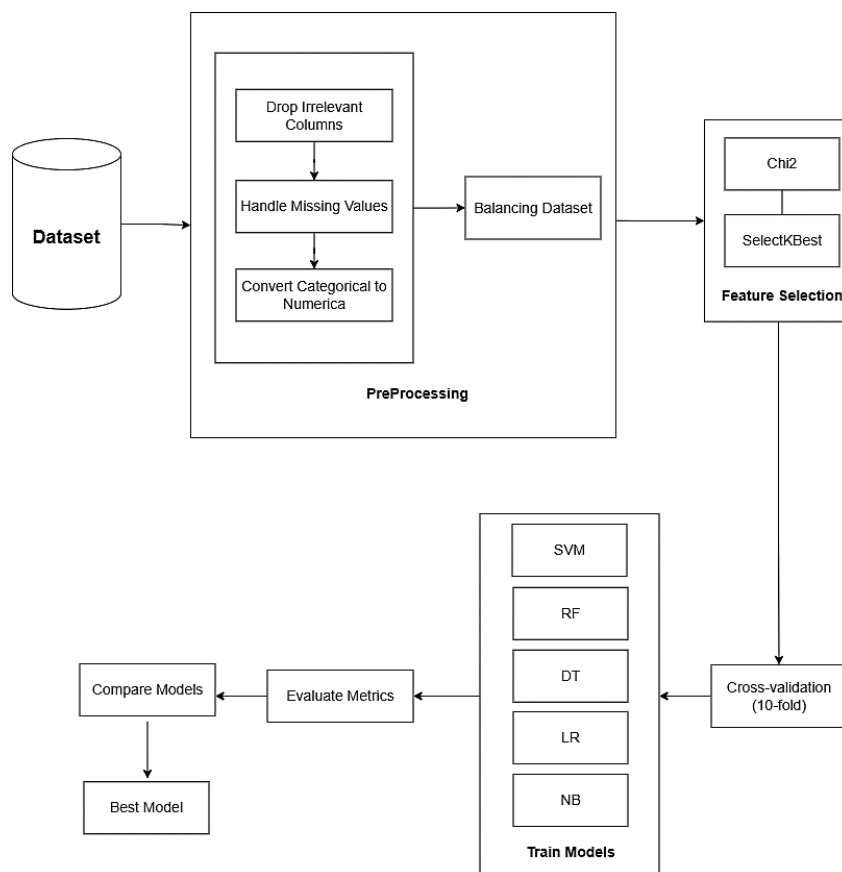 Dataset
Drop Irrelevant
Columns
Handle Missing Values
Convert Categorical to
Numerica
Balancing Dataset
PreProcessing
Chi2
SelectKBest
Feature Selection
Cross-validation
(10-fold)
SVM
RF
DT
LR
NB
Train Models
Evaluate Metrics
Compare Models
Best Model